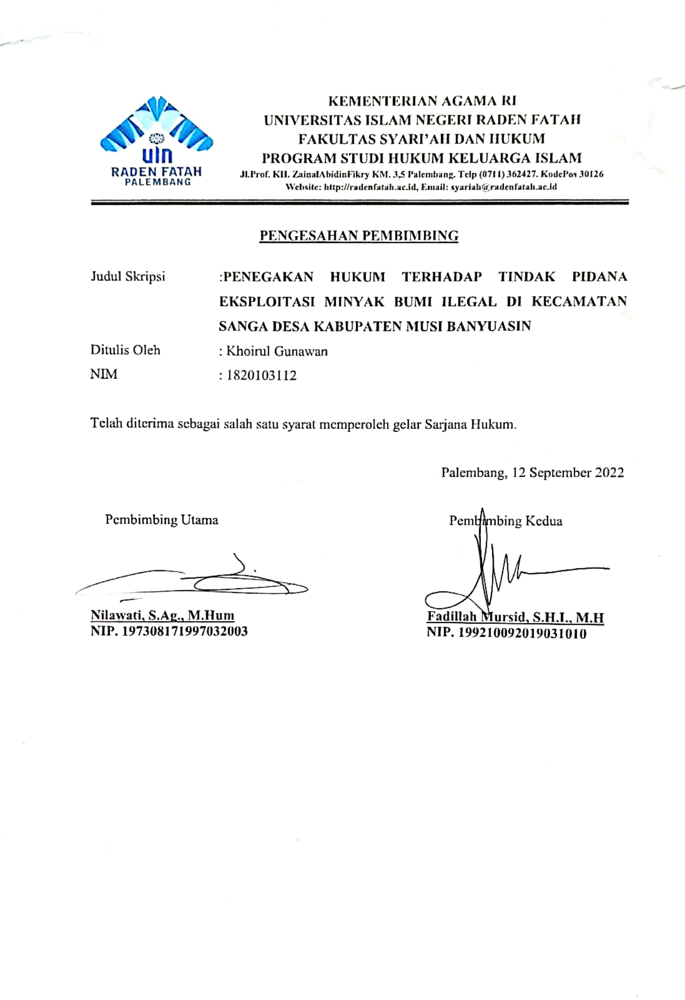 uin
RADEN FATAH
PALEMBANG
KEMENTERIAN AGAMA RI
UNIVERSITAS ISLAM NEGERI RADEN FATAH
FAKULTAS SYARI'AH DAN HUKUM
PROGRAM STUDI HUKUM KELUARGA ISLAM
Jl.Prof. KH. ZainalAbidinFikry KM. 3,5 Palembang. Telp (0711) 362427. KodePos 30126
Website: http://radenfatah.ac.id, Email: syariah@radenfatah.ac.id
PENGESAHAN PEMBIMBING
Judul Skripsi :PENEGAKAN HUKUM TERHADAP TINDAK PIDANA
EKSPLOITASI MINYAK BUMI ILEGAL DI KECAMATAN
SANGA DESA KABUPATEN MUSI BANYUASIN
Ditulis Oleh : Khoirul Gunawan
NIM : 1820103112
Telah diterima sebagai salah satu syarat memperoleh gelar Sarjana Hukum.
Palembang, 12 September 2022
Pembimbing Utama Pembimbing Kedua
Nilawati, S.Ag., M.Hum Fadillah Mursid, S.H.I., M.H
NIP. 197308171997032003 NIP. 199210092019031010